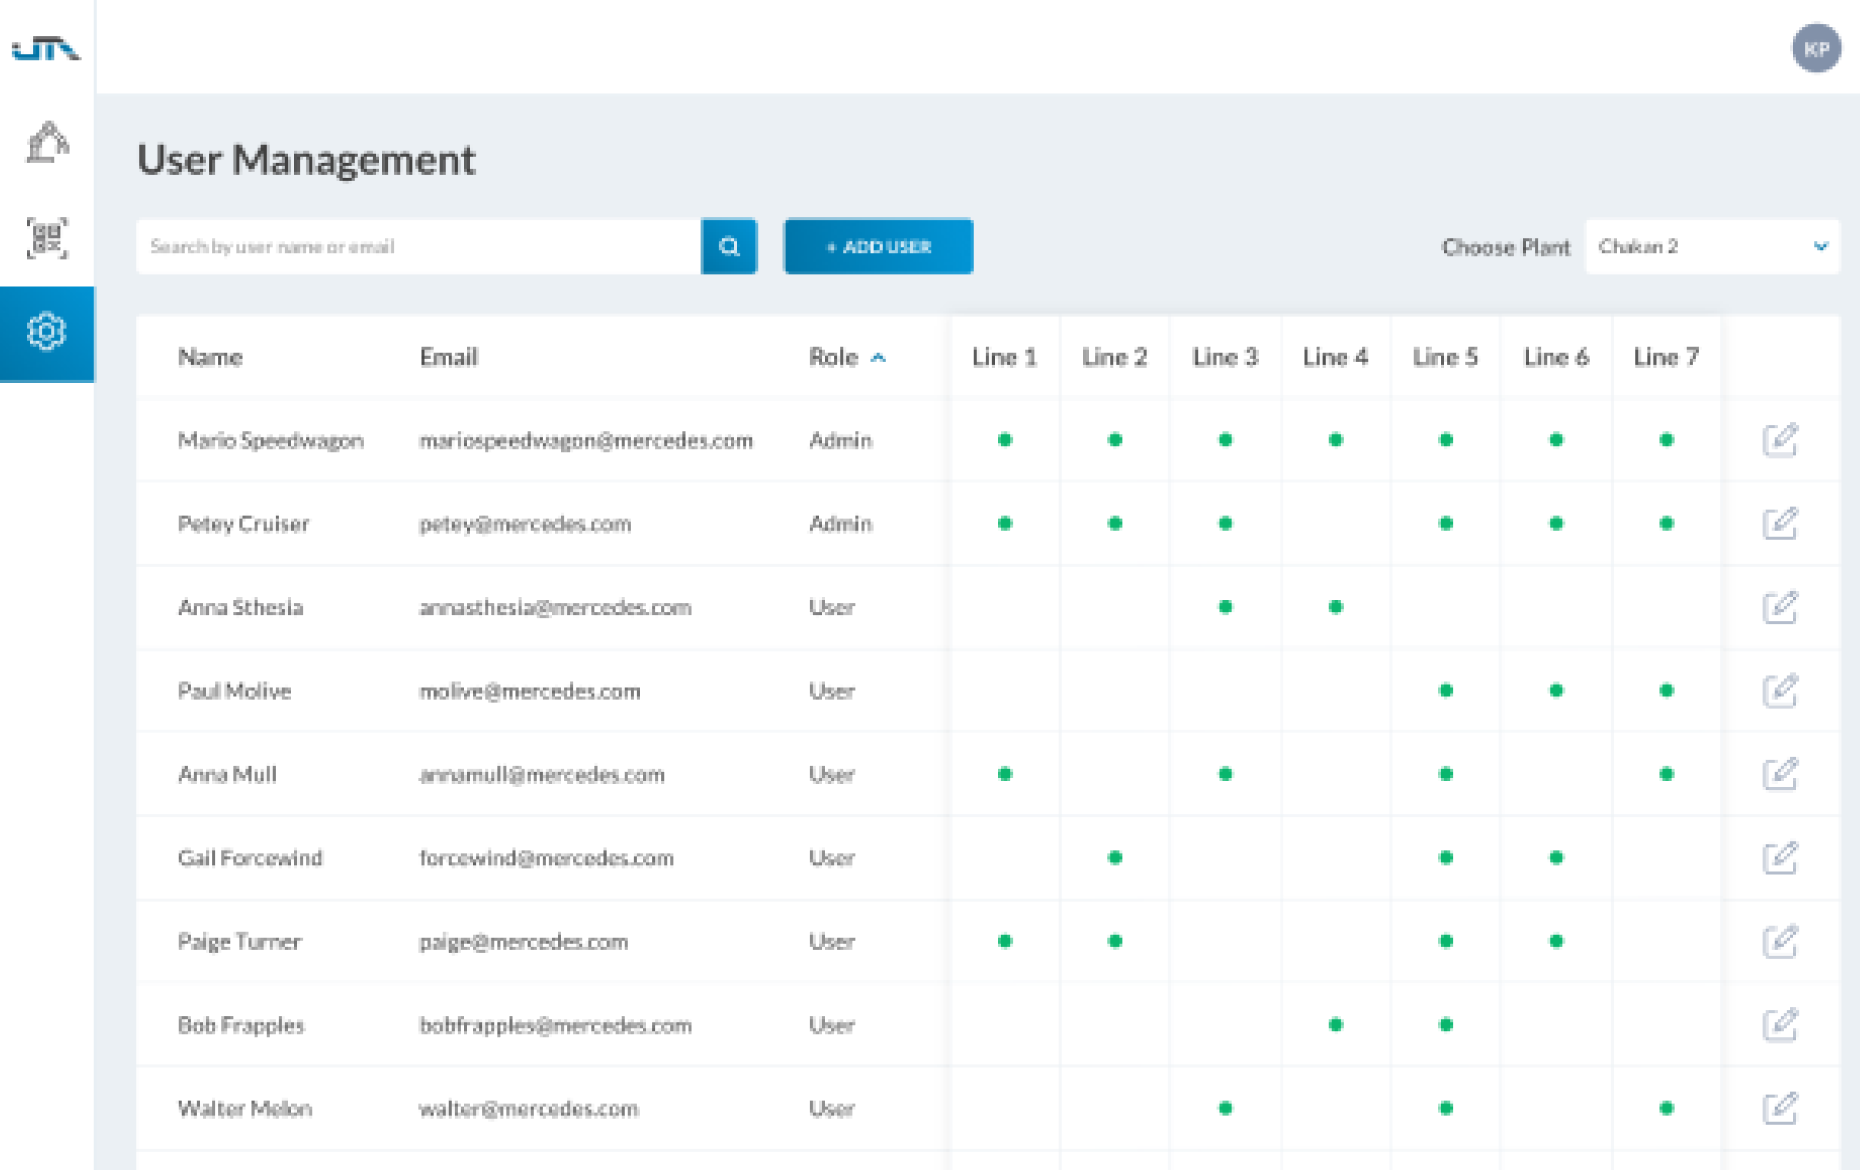 KP
User Management
Search by user name or email + ADD USER Choose Plant Chakan 2
Name Email Role Line 1 Line 2 Line 3 Line 4 Line 5 Line 6 Line 7
Mario Speedwagon mariospeedwagon@mercedes.com Admin
Petey Cruiser petey@mercedes.com Admin
Anna Sthesia annasthesia@mercedes.com User
Paul Molive molive@mercedes.com User
Anna Mull annamull@mercedes.com User
Gail Forcewind forcewind@mercedes.com User
Paige Turner paige@mercedes.com User
Bob Frapples bobfrapples@mercedes.com User
Walter Melon walter@mercedes.com User